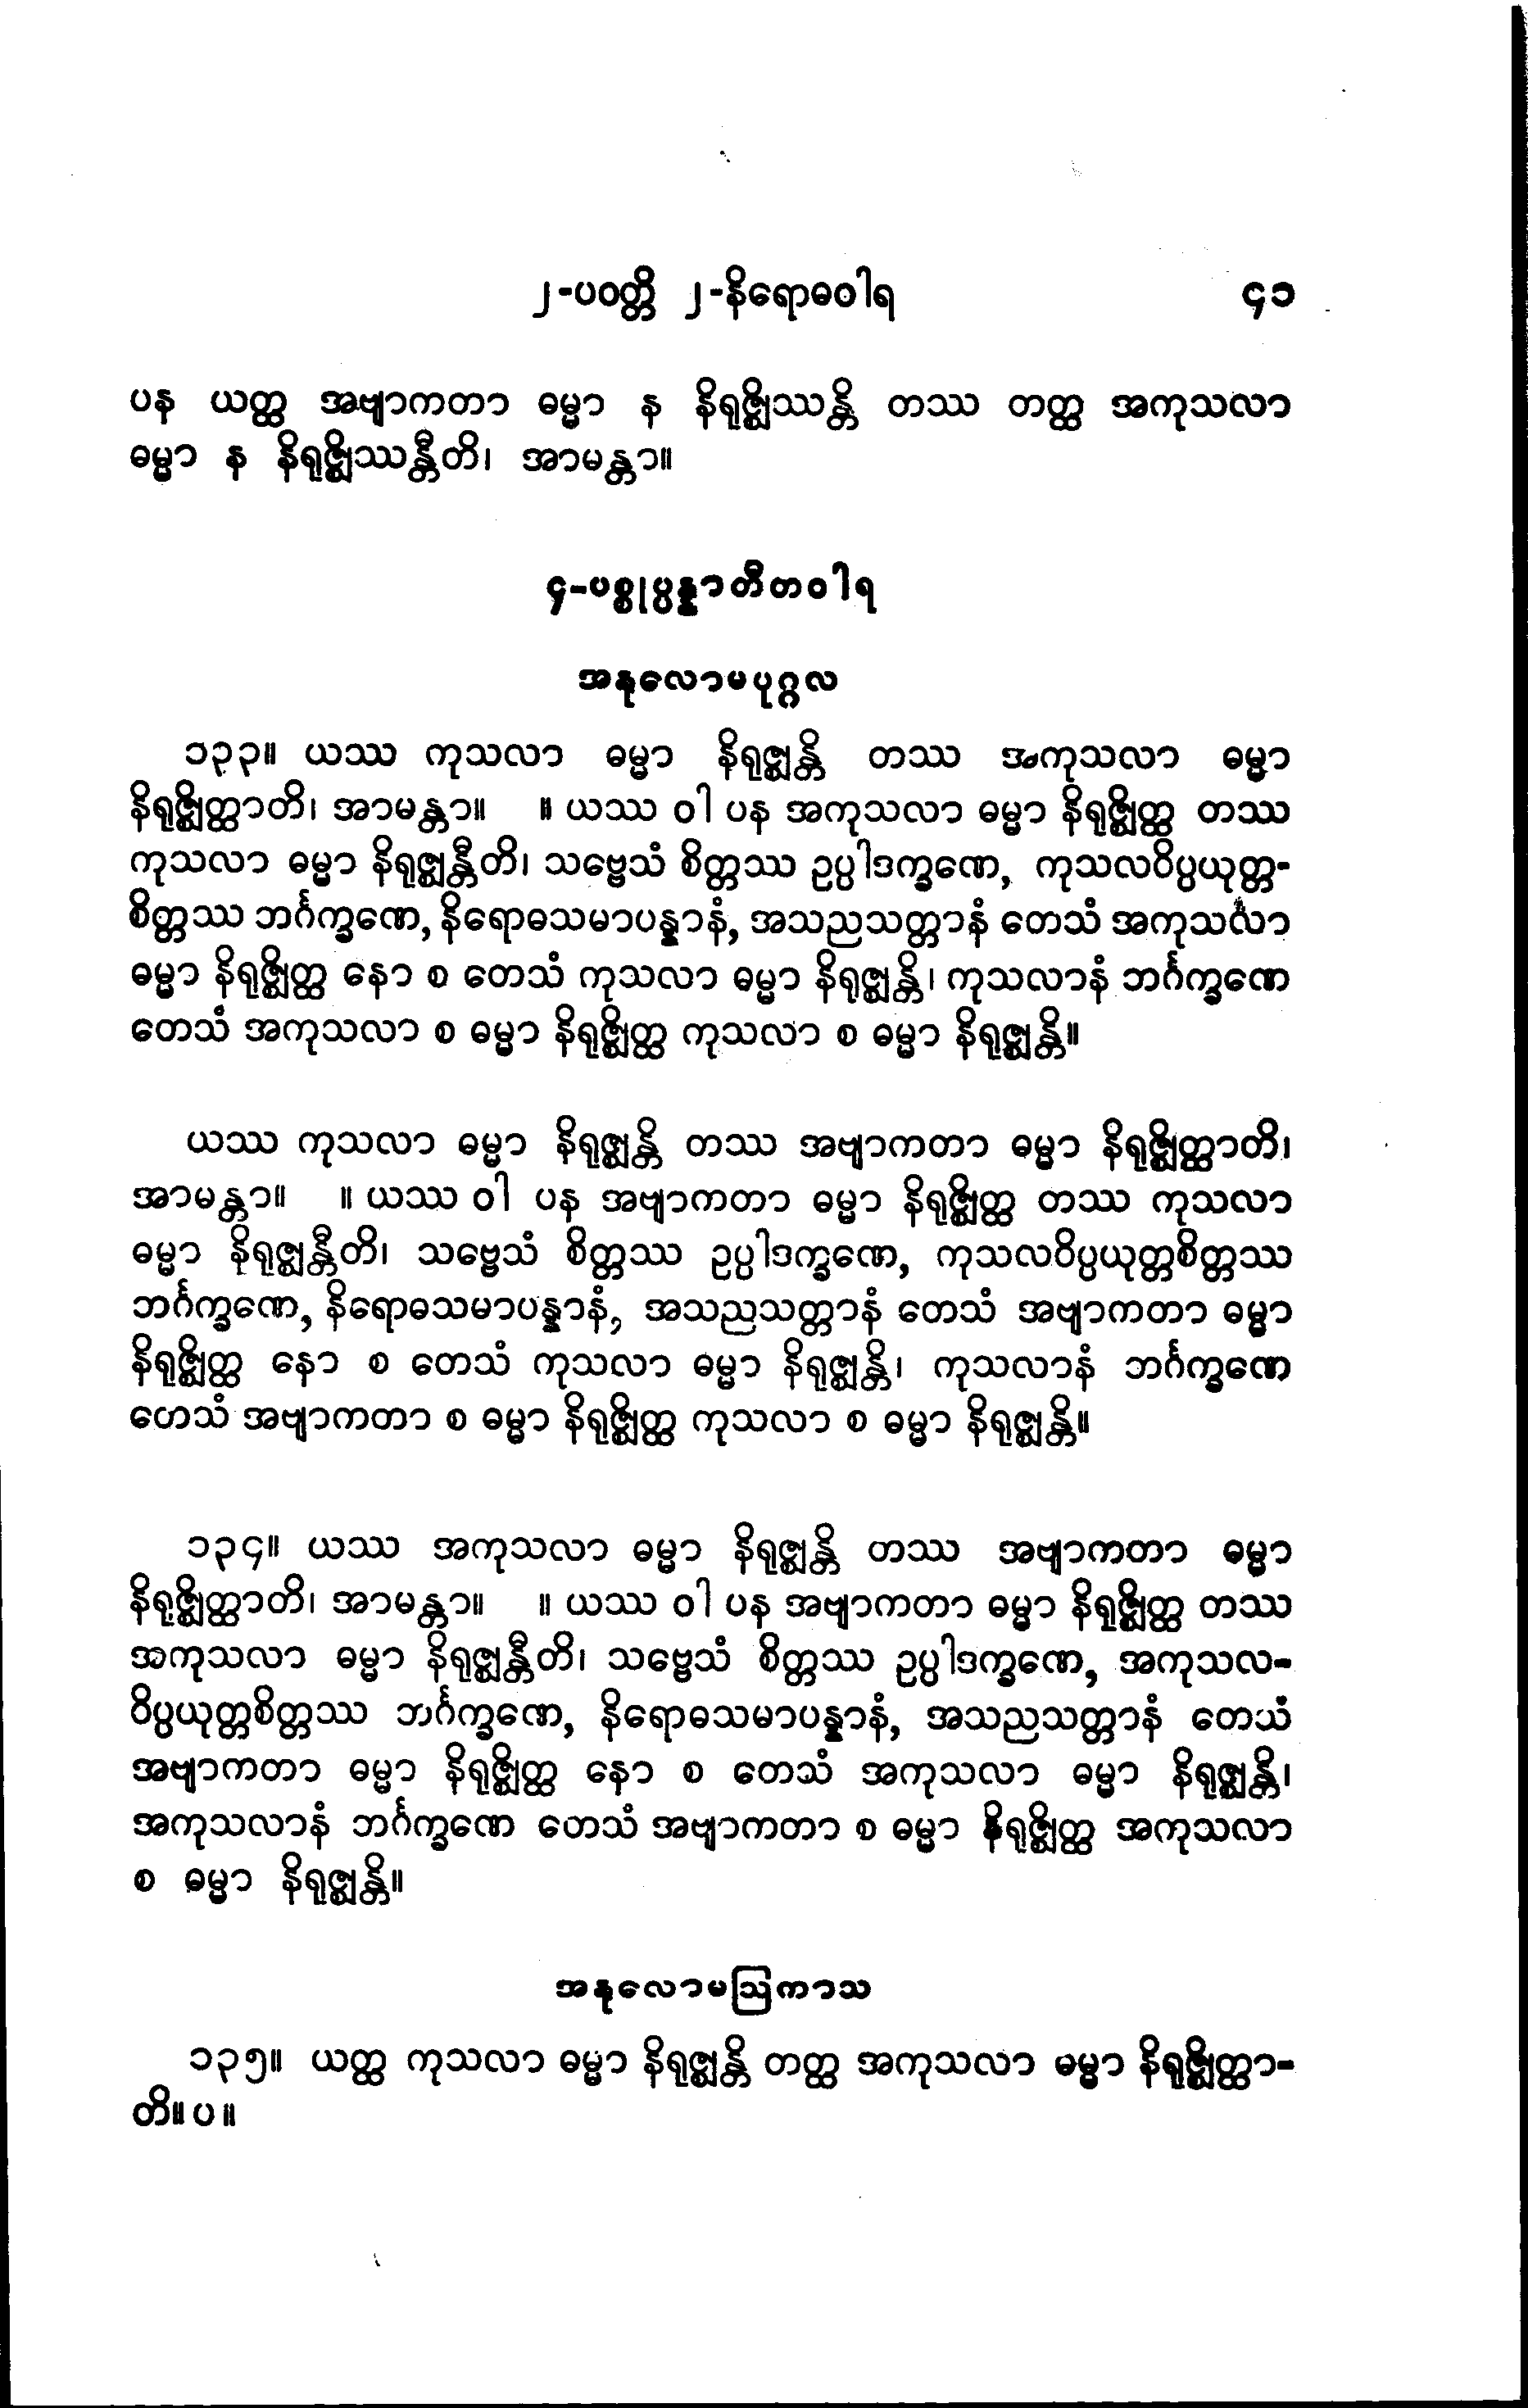 ၂-ပဝတ္တိ ၂-နိရောဓဝါရ ၄၁
ပန ယတ္ထ အဗျာကတာ ဓမ္မာ န နိရုဇ္ဈိဿန္တိ တဿ တတ္ထ အကုသလာ
ဓမ္မာ န နိရုဇ္ဈိဿန္တီတိ၊ အာမန္တာ။
၄-ပစ္စုပ္ပန္နာတီတဝါရ
အနုလောမပုဂ္ဂလ
၁၃၃။ ယဿ ကုသလာ ဓမ္မာ နိရုဇ္ဈန္တိ တဿ အကုသလာ ဓမ္မာ
နိရုဇ္ဈိတ္ထာတိ၊ အာမန္တာ။ ။ ယဿ ဝါ ပန အကုသလာ ဓမ္မာ နိရုဇ္ဈိတ္ထ တဿ
ကုသလာ ဓမ္မာ နိရုဇ္ဈန္တီတိ၊ သဗ္ဗေသံ စိတ္တဿ ဥပ္ပါဒက္ခဏေ, ကုသလဝိပ္ပယုတ္တ-
စိတ္တဿ ဘင်္ဂက္ခဏေ, နိရောဓသမာပန္နာနံ, အသညသတ္တာနံ တေသံ အကုသလာ
ဓမ္မာ နိရုဇ္ဈိတ္ထ နော စ တေသံ ကုသလာ ဓမ္မာ နိရုဇ္ဈန္တိ၊ ကုသလာနံ ဘင်္ဂက္ခဏေ
တေသံ အကုသလာ စ ဓမ္မာ နိရုဇ္ဈိတ္ထ ကုသလာ စ ဓမ္မာ နိရုဇ္ဈန္တိ။
ယဿ ကုသလာ ဓမ္မာ နိရုဇ္ဈန္တိ တဿ အဗျာကတာ ဓမ္မာ နိရုဇ္ဈိတ္ထာတိ၊
အာမန္တာ။ ။ ယဿ ဝါ ပန အဗျာကတာ ဓမ္မာ နိရုဇ္ဈိတ္ထ တဿ ကုသလာ
ဓမ္မာ နိရုဇ္ဈန္တီတိ၊ သဗ္ဗေသံ စိတ္တဿ ဥပ္ပါဒက္ခဏေ, ကုသလဝိပ္ပယုတ္တစိတ္တဿ
ဘင်္ဂက္ခဏေ, နိရောဓသမာပန္နာနံ, အသညသတ္တာနံ တေသံ အဗျာကတာ ဓမ္မာ
နိရုဇ္ဈိတ္ထ နော စ တေသံ ကုသလာ ဓမ္မာ နိရုဇ္ဈန္တိ၊ ကုသလာနံ ဘင်္ဂက္ခဏေ
တေသံ အဗျာကတာ စ ဓမ္မာ နိရုဇ္ဈိတ္ထ ကုသလာ စ ဓမ္မာ နိရုဇ္ဈန္တိ။
၁၃၄။ ယဿ အကုသလာ ဓမ္မာ နိရုဇ္ဈန္တိ တဿ အဗျာကတာ ဓမ္မာ
နိရုဇ္ဈိတ္ထာတိ၊ အာမန္တာ။ ။ ယဿ ဝါ ပန အဗျာကတာ ဓမ္မာ နိရုဇ္ဈိတ္ထ တဿ
အကုသလာ ဓမ္မာ နိရုဇ္ဈန္တီတိ၊ သဗ္ဗေသံ စိတ္တဿ ဥပ္ပါဒက္ခဏေ, အကုသလ-
ဝိပ္ပယုတ္တစိတ္တဿ ဘင်္ဂက္ခဏေ, နိရောဓသမာပန္နာနံ, အသညသတ္တာနံ တေသံ
အဗျာကတာ ဓမ္မာ နိရုဇ္ဈိတ္ထ နော စ တေသံ အကုသလာ ဓမ္မာ နိရုဇ္ဈန္တိ၊
အကုသလာနံ ဘင်္ဂက္ခဏေ တေသံ အဗျာကတာ စ ဓမ္မာ နိရုဇ္ဈိတ္ထ အကုသလာ
စ ဓမ္မာ နိရုဇ္ဈန္တိ။
အနုလောမဩကာသ
၁၃၅။ ယတ္ထ ကုသလာ ဓမ္မာ နိရုဇ္ဈန္တိ တတ္ထ အကုသလာ ဓမ္မာ နိရုဇ္ဈိတ္ထာ-
တိ။ ပ ။